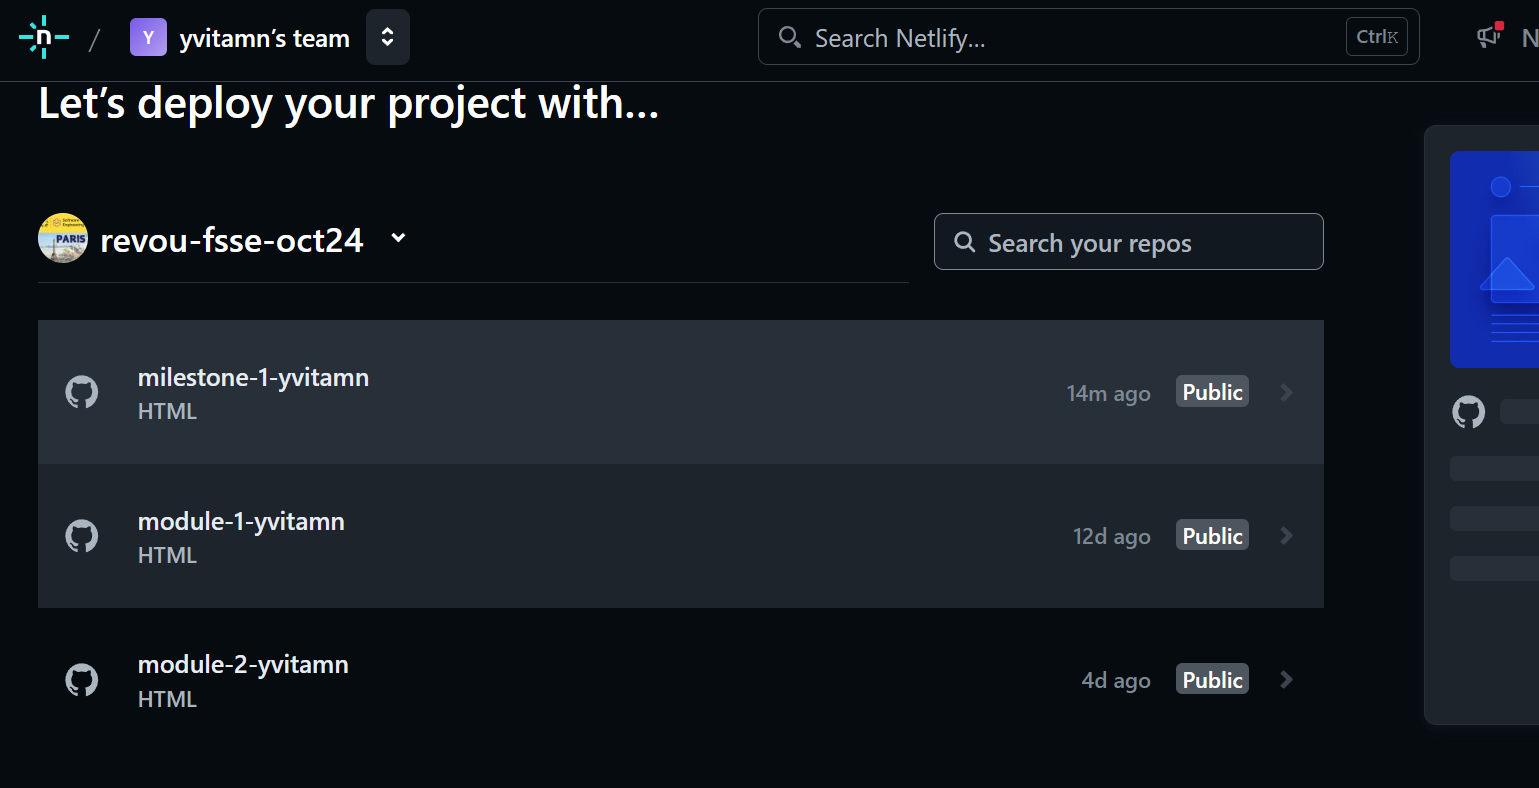 n / Y yvitamn’s team Search Netlify... CtrlK N
Let’s deploy your project with...
Software
Engineering
PARIS
revou-fsse-oct24 Search your repos
milestone-1-yvitamn
HTML
14m ago Public
module-1-yvitamn
HTML
12d ago Public
module-2-yvitamn
HTML
4d ago Public